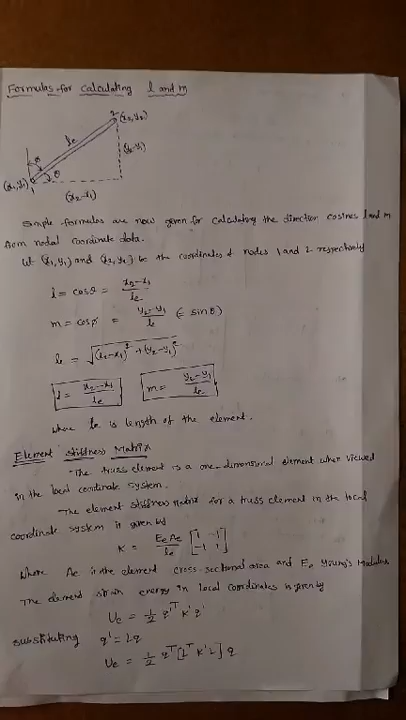 Formulas for calculating l and m
2 (x₂,y₂)
le
(y₂-y₁)
φ
θ
(x₁,y₁)
1
(x₂-x₁)
Simple formulas are now given for calculating the direction cosines l and m
from nodal coordinate data.
Let (x₁,y₁) and (x₂,y₂) be the coordinates of nodes 1 and 2 respectively
l = cosθ = (x₂-x₁)/le
m = cosφ = (y₂-y₁)/le (= sinθ)
le = √((x₂-x₁)² + (y₂-y₁)²)
l = (x₂-x₁)/le m = (y₂-y₁)/le
where le is length of the element.
Element stiffness Matrix
The truss element is a one-dimensional element when viewed
in the local coordinate system.
The element stiffness Matrix for a truss element in the local
coordinate system is given by
K = (Ee Ae)/le [1 -1; -1 1]
where Ae is the element cross-sectional area and Ee Young's Modulus
The element strain energy in local coordinates is given by
Ue = ½ q'ᵀ K' q'
substituting q' = Lq
Ue = ½ qᵀ [Lᵀ K' L] q